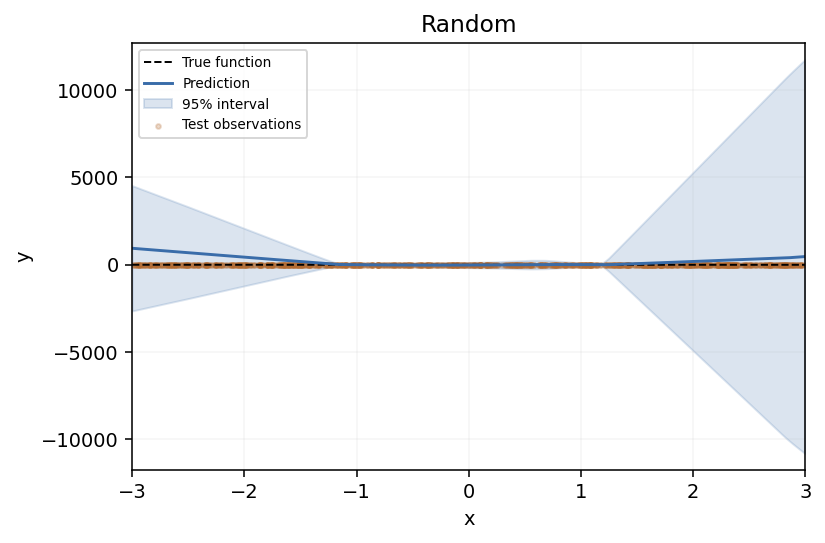 Random
True function
Prediction
95% interval
Test observations
10000
5000
0
−5000
−10000
y
−3 −2 −1 0 1 2 3
x